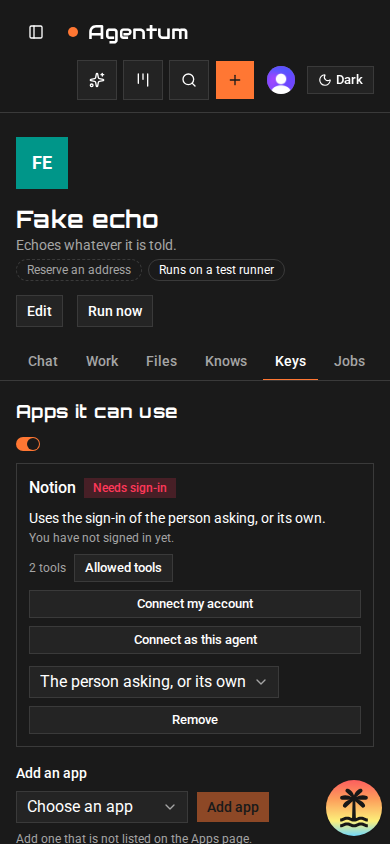 Agentum
Dark
FE
Fake echo
Echoes whatever it is told.
Reserve an address
Runs on a test runner
Edit
Run now
Chat
Work
Files
Knows
Keys
Jobs
Apps it can use
Notion
Needs sign-in
Uses the sign-in of the person asking, or its own.
You have not signed in yet.
2 tools
Allowed tools
Connect my account
Connect as this agent
The person asking, or its own
Remove
Add an app
Choose an app
Add app
Add one that is not listed on the Apps page.